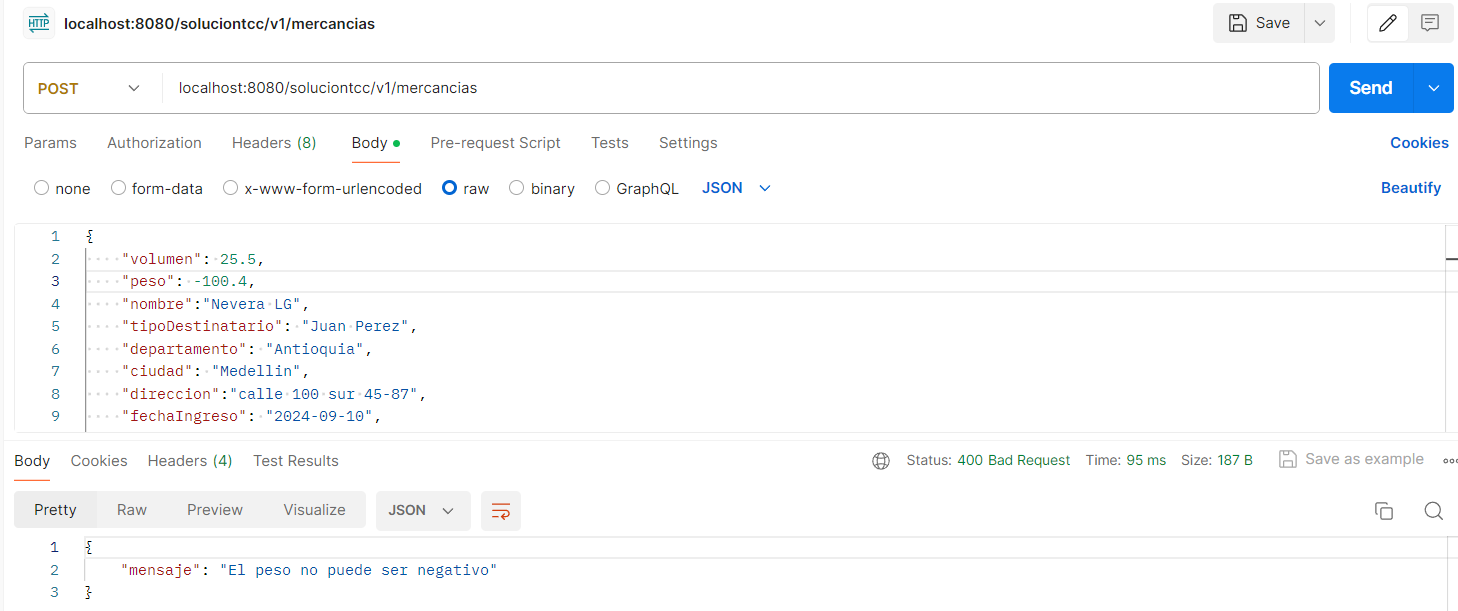 HTTP localhost:8080/soluciontcc/v1/mercancias Save
POST localhost:8080/soluciontcc/v1/mercancias Send
Params Authorization Headers (8) Body Pre-request Script Tests Settings Cookies
none form-data x-www-form-urlencoded raw binary GraphQL JSON Beautify
1 {
2 "volumen": 25.5,
3 "peso": -100.4,
4 "nombre":"Nevera LG",
5 "tipoDestinatario": "Juan Perez",
6 "departamento": "Antioquia",
7 "ciudad": "Medellin",
8 "direccion":"calle 100 sur 45-87",
9 "fechaIngreso": "2024-09-10",
Body Cookies Headers (4) Test Results Status: 400 Bad Request Time: 95 ms Size: 187 B Save as example
Pretty Raw Preview Visualize JSON
1 {
2 "mensaje": "El peso no puede ser negativo"
3 }